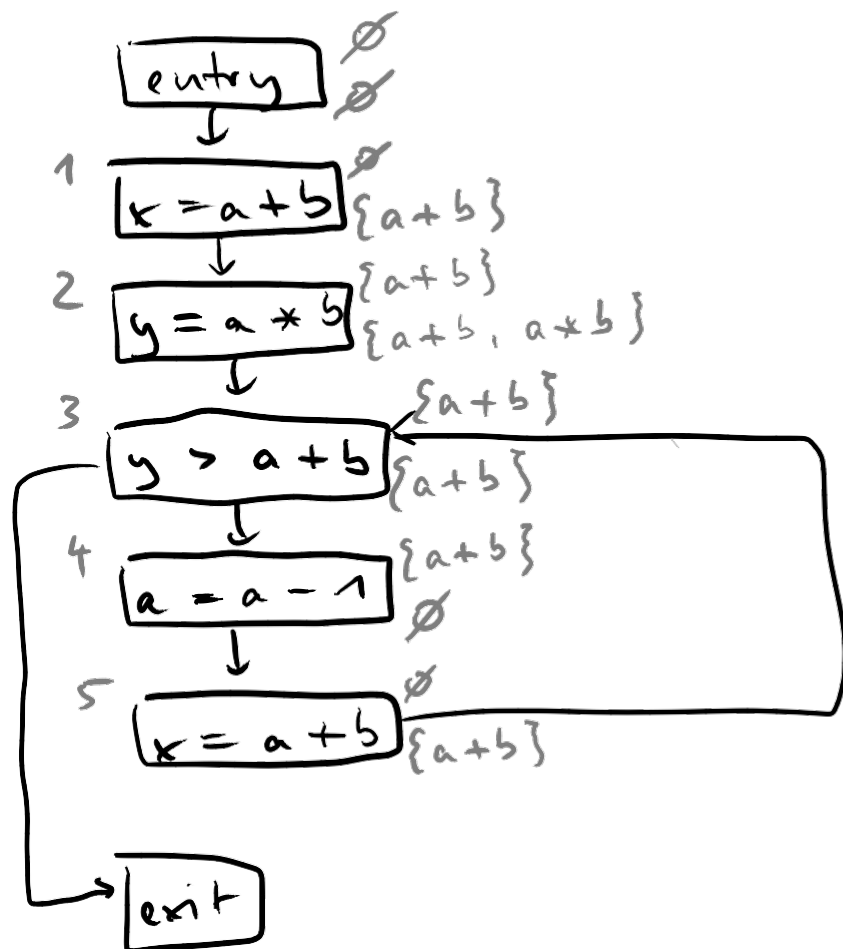 ∅
entry
∅
1
∅
x = a + b
{a + b}
2
{a + b}
y = a * b
{a + b, a * b}
3
{a + b}
y > a + b
{a + b}
4
{a + b}
a = a - 1
∅
5
∅
x = a + b
{a + b}
exit